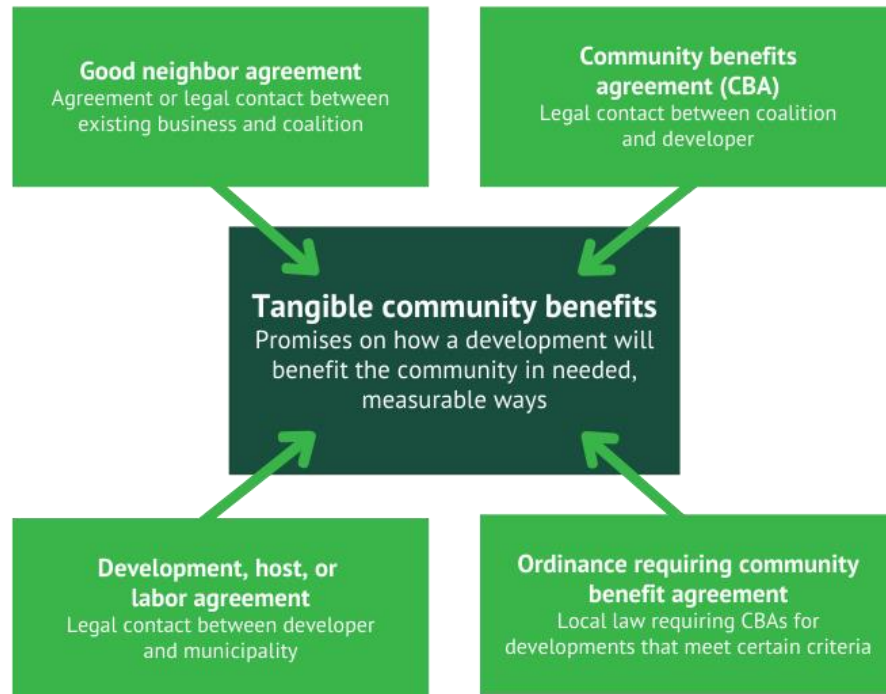 Good neighbor agreement
Agreement or legal contact between
existing business and coalition
Community benefits
agreement (CBA)
Legal contact between coalition
and developer
Tangible community benefits
Promises on how a development will
benefit the community in needed,
measurable ways
Development, host, or
labor agreement
Legal contact between developer
and municipality
Ordinance requiring community
benefit agreement
Local law requiring CBAs for
developments that meet certain criteria